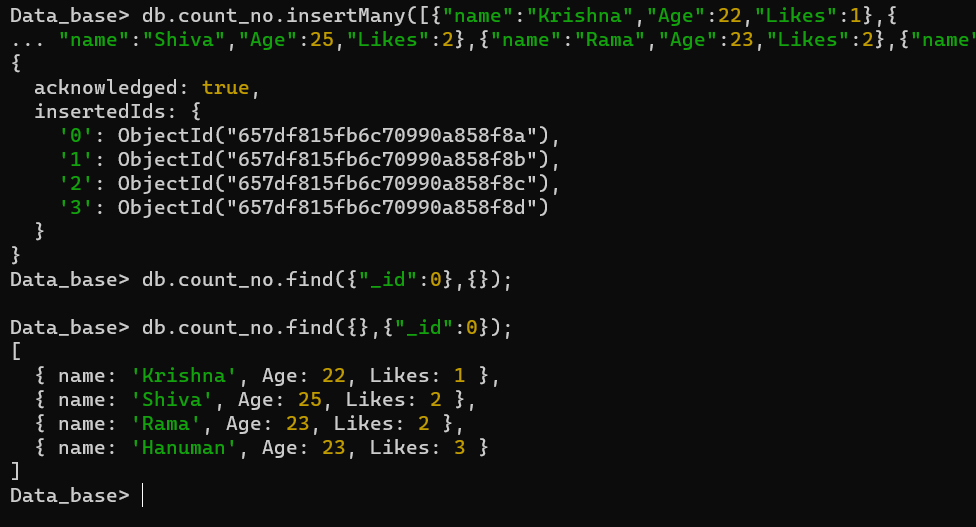 Data_base> db.count_no.insertMany([{"name":"Krishna","Age":22,"Likes":1},{
... "name":"Shiva","Age":25,"Likes":2},{"name":"Rama","Age":23,"Likes":2},{"name"
{
  acknowledged: true,
  insertedIds: {
    '0': ObjectId("657df815fb6c70990a858f8a"),
    '1': ObjectId("657df815fb6c70990a858f8b"),
    '2': ObjectId("657df815fb6c70990a858f8c"),
    '3': ObjectId("657df815fb6c70990a858f8d")
  }
}
Data_base> db.count_no.find({"_id":0},{});
Data_base> db.count_no.find({},{"_id":0});
[
  { name: 'Krishna', Age: 22, Likes: 1 },
  { name: 'Shiva', Age: 25, Likes: 2 },
  { name: 'Rama', Age: 23, Likes: 2 },
  { name: 'Hanuman', Age: 23, Likes: 3 }
]
Data_base>